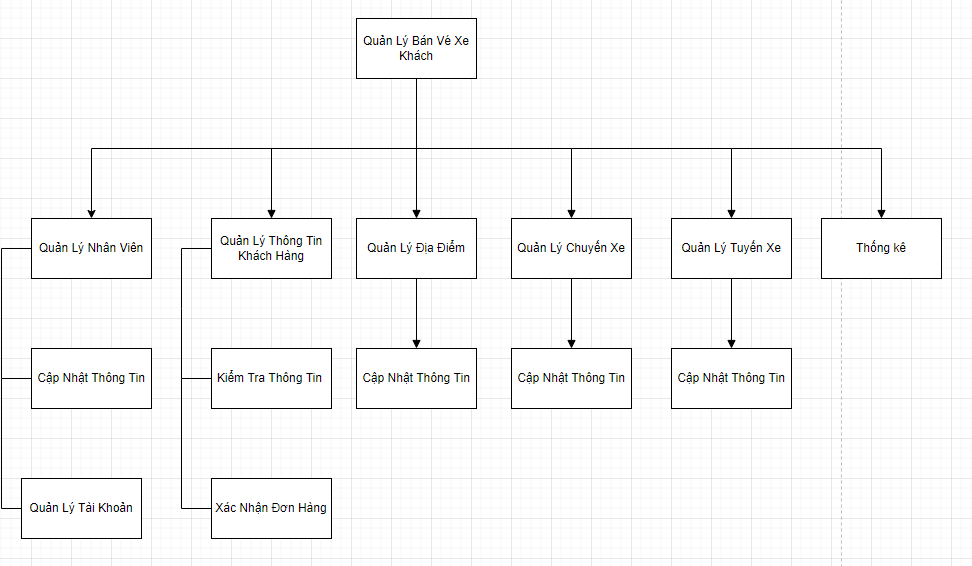 Quản Lý Bán Vé Xe
Khách
Quản Lý Nhân Viên
Quản Lý Thông Tin
Khách Hàng
Quản Lý Địa Điểm
Quản Lý Chuyến Xe
Quản Lý Tuyến Xe
Thống kê
Cập Nhật Thông Tin
Kiểm Tra Thông Tin
Cập Nhật Thông Tin
Cập Nhật Thông Tin
Cập Nhật Thông Tin
Quản Lý Tài Khoản
Xác Nhận Đơn Hàng